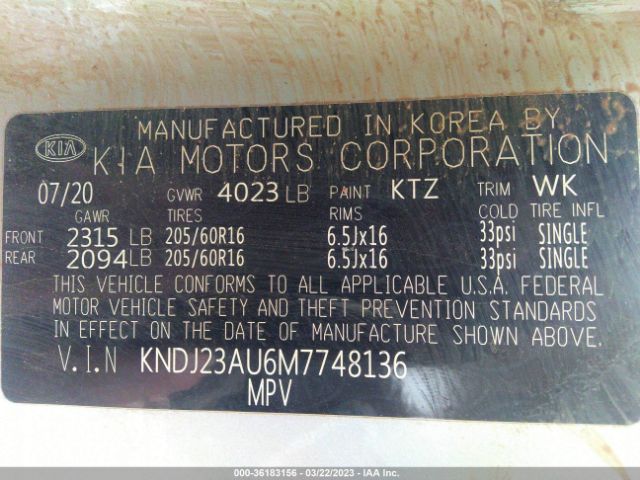 MANUFACTURED IN KOREA BY
KIA KIA MOTORS CORPORATION
07/20 GVWR 4023 LB PAINT KTZ TRIM WK
GAWR TIRES RIMS COLD TIRE INFL
FRONT 2315 LB 205/60R16 6.5Jx16 33psi SINGLE
REAR 2094 LB 205/60R16 6.5Jx16 33psi SINGLE
THIS VEHICLE CONFORMS TO ALL APPLICABLE U.S.A. FEDERAL
MOTOR VEHICLE SAFETY AND THEFT PREVENTION STANDARDS
IN EFFECT ON THE DATE OF MANUFACTURE SHOWN ABOVE.
V.I.N KNDJ23AU6M7748136
MPV
000-36183156 - 03/22/2023 - IAA Inc.